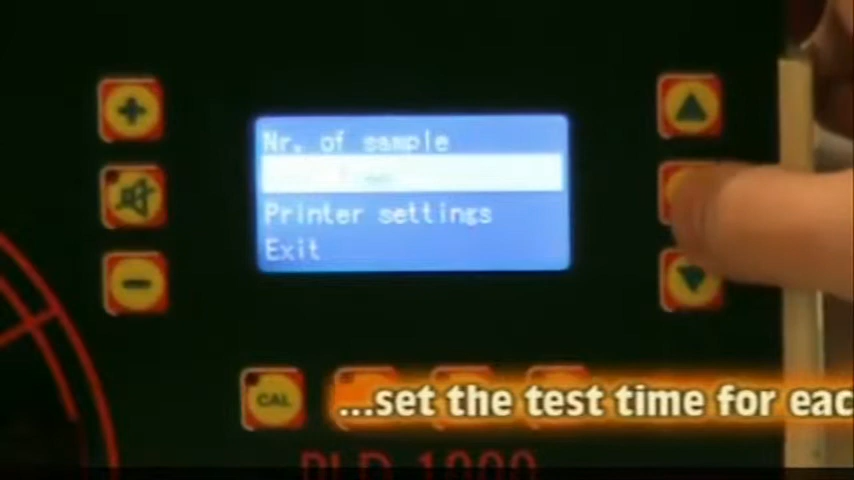 Nr. of sample
Printer settings
Exit
CAL
...set the test time for eac